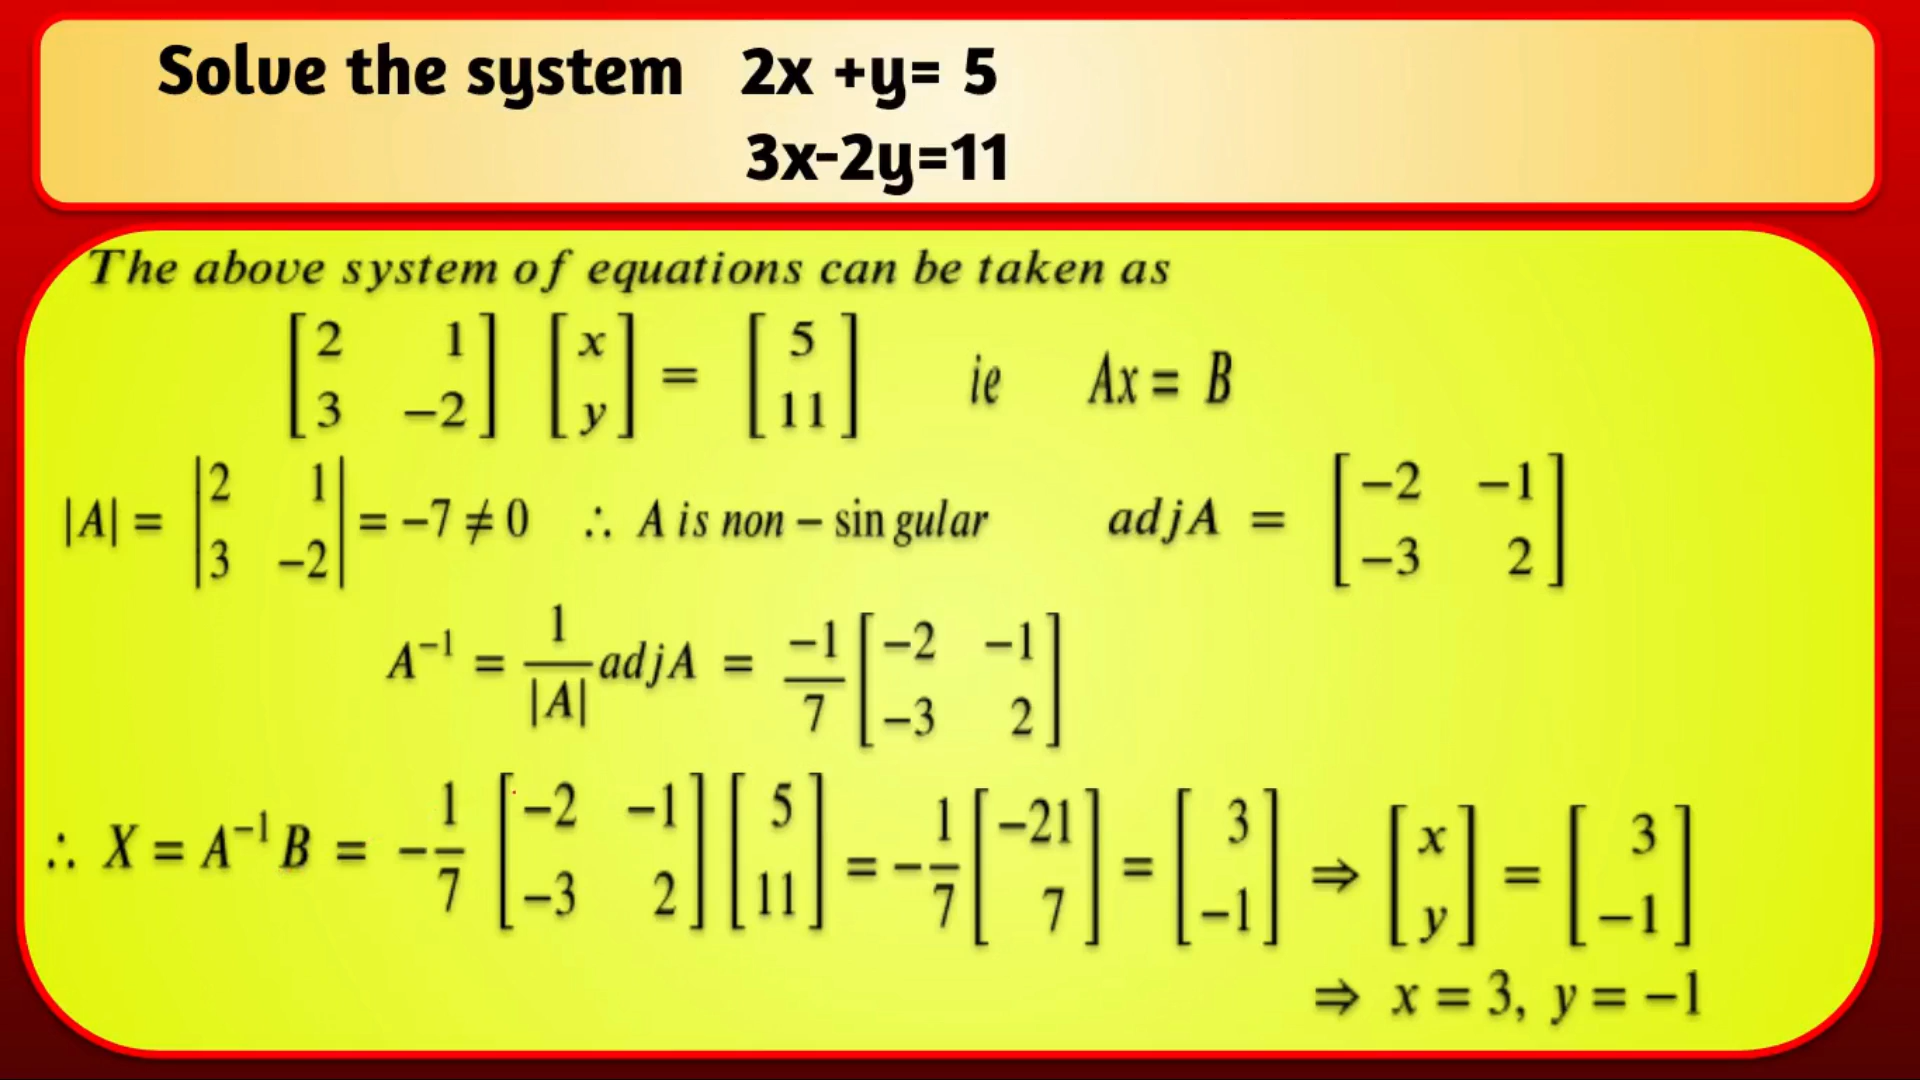 Solve the system 2x +y= 5
3x-2y=11
The above system of equations can be taken as
[2 1; 3 −2] [x; y] = [5; 11] ie Ax = B
|A| = |2 1; 3 −2| = −7 ≠ 0 ∴ A is non − sin gular adjA = [−2 −1; −3 2]
A⁻¹ = 1/|A| adjA = −1/7 [−2 −1; −3 2]
∴ X = A⁻¹B = −1/7 [−2 −1; −3 2] [5; 11] = −1/7 [−21; 7] = [3; −1] ⇒ [x; y] = [3; −1]
⇒ x = 3, y = −1